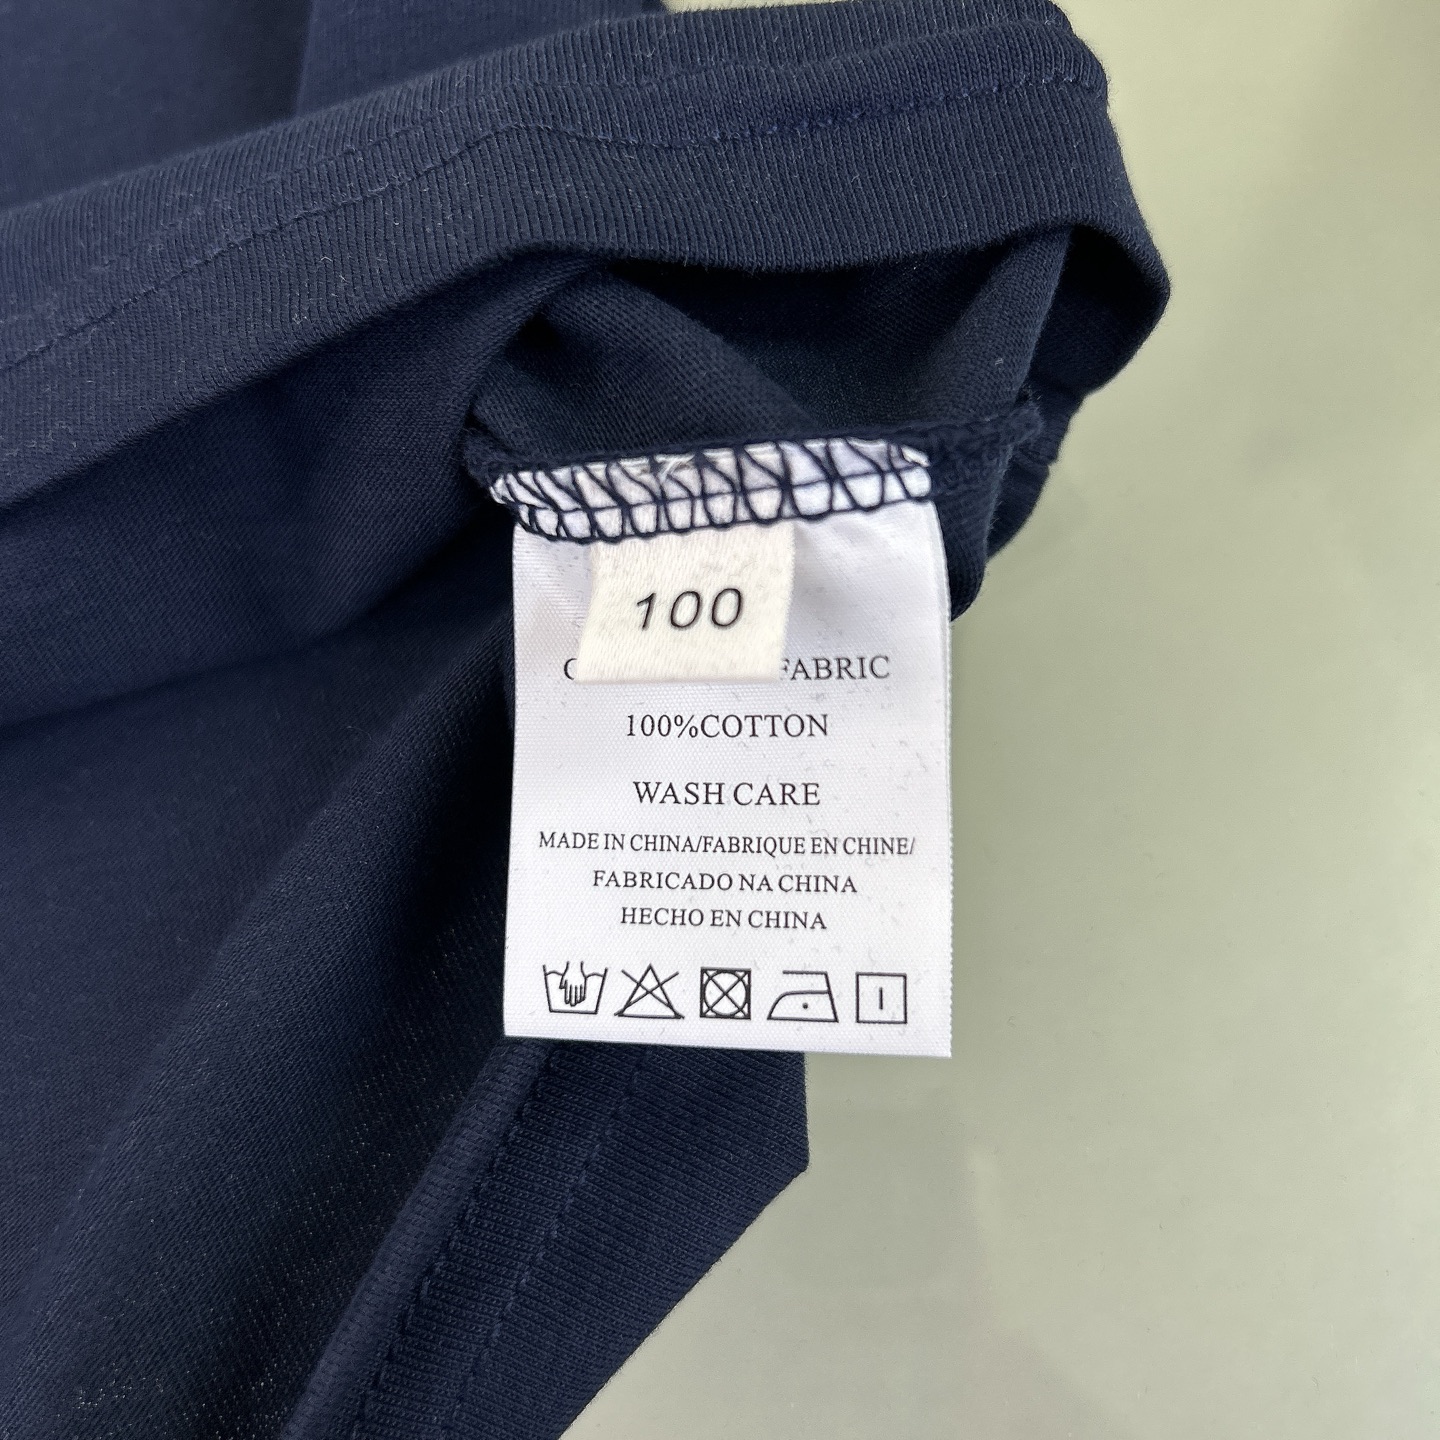 100
FABRIC
100%COTTON
WASH CARE
MADE IN CHINA/FABRIQUE EN CHINE/
FABRICADO NA CHINA
HECHO EN CHINA